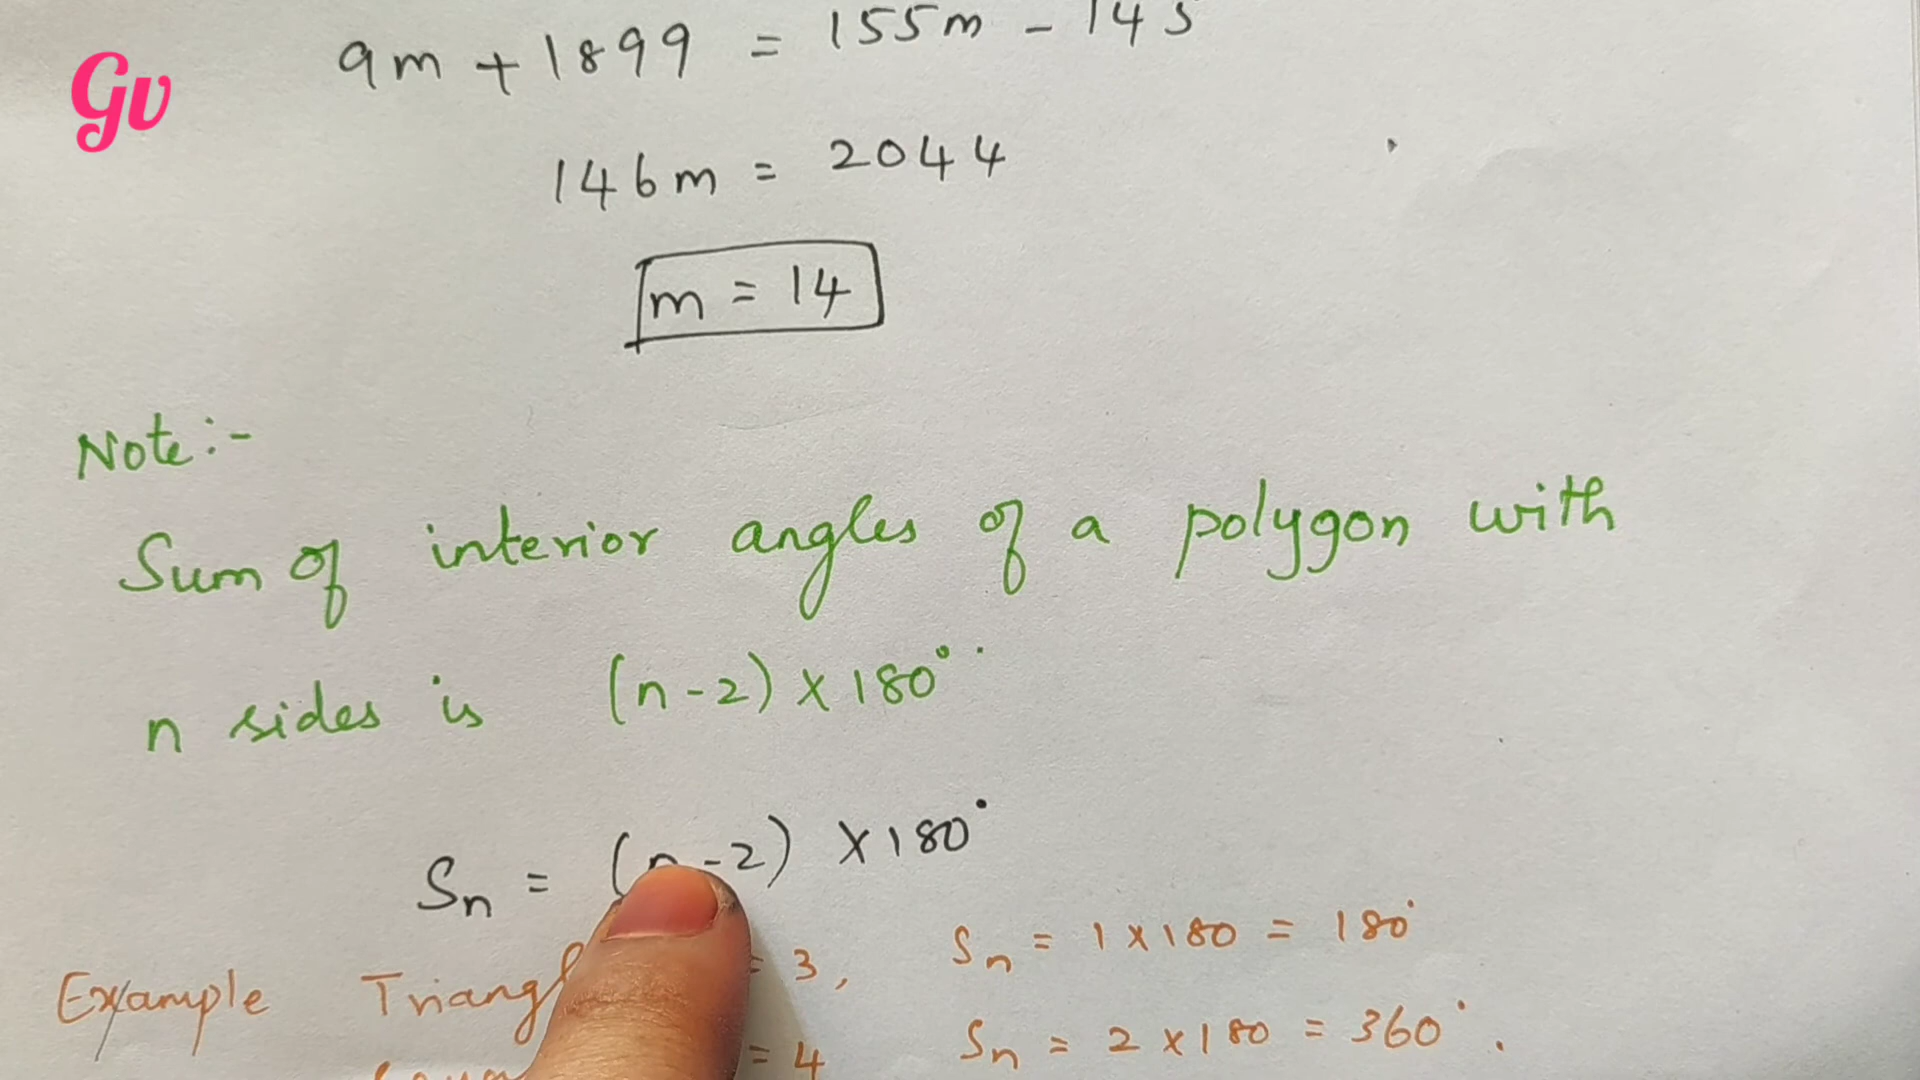 Gv
9m + 1899 = 155m - 145
146m = 2044
m = 14
Note:-
Sum of interior angles of a polygon with
n sides is (n-2) × 180°.
Sn = (n-2) × 180°
Example Triangl = 3, Sn = 1 × 180 = 180°
= 4 Sn = 2 × 180 = 360°.